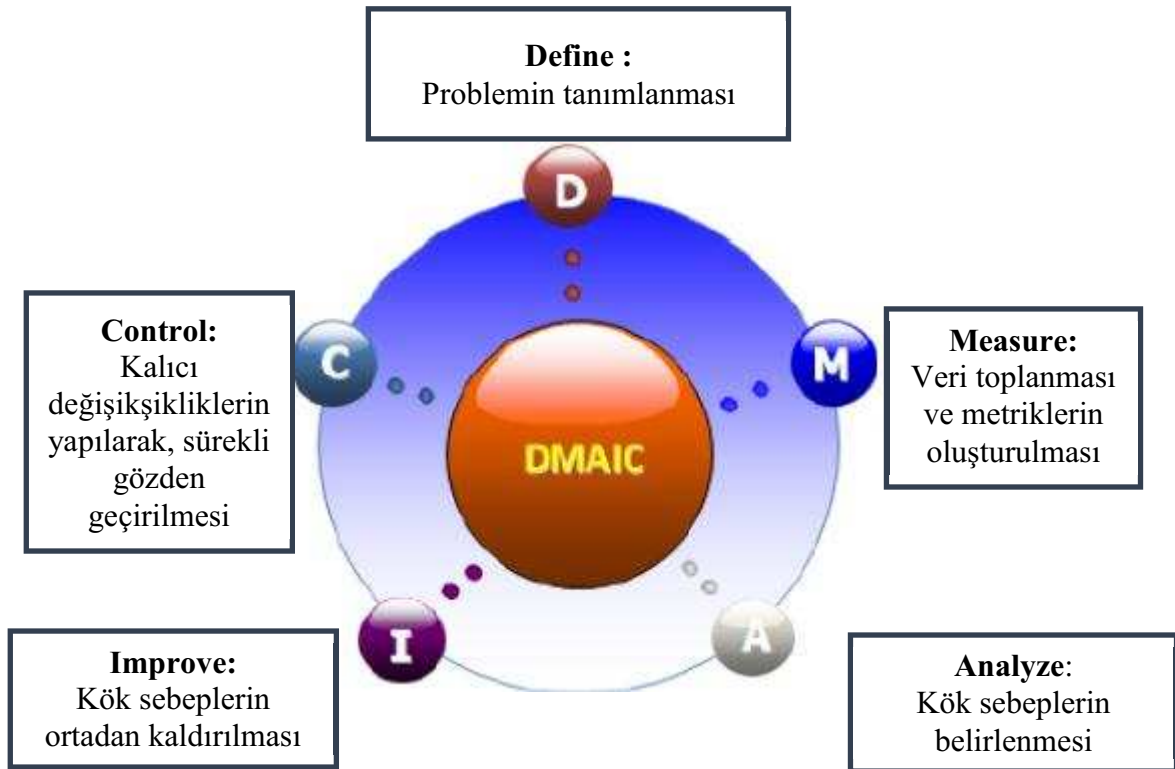 Define :
Problemin tanımlanması
D
Control:
Kalıcı
değişikşikliklerin
yapılarak, sürekli
gözden
geçirilmesi
C
M
Measure:
Veri toplanması
ve metriklerin
oluşturulması
DMAIC
I
A
Improve:
Kök sebeplerin
ortadan kaldırılması
Analyze:
Kök sebeplerin
belirlenmesi